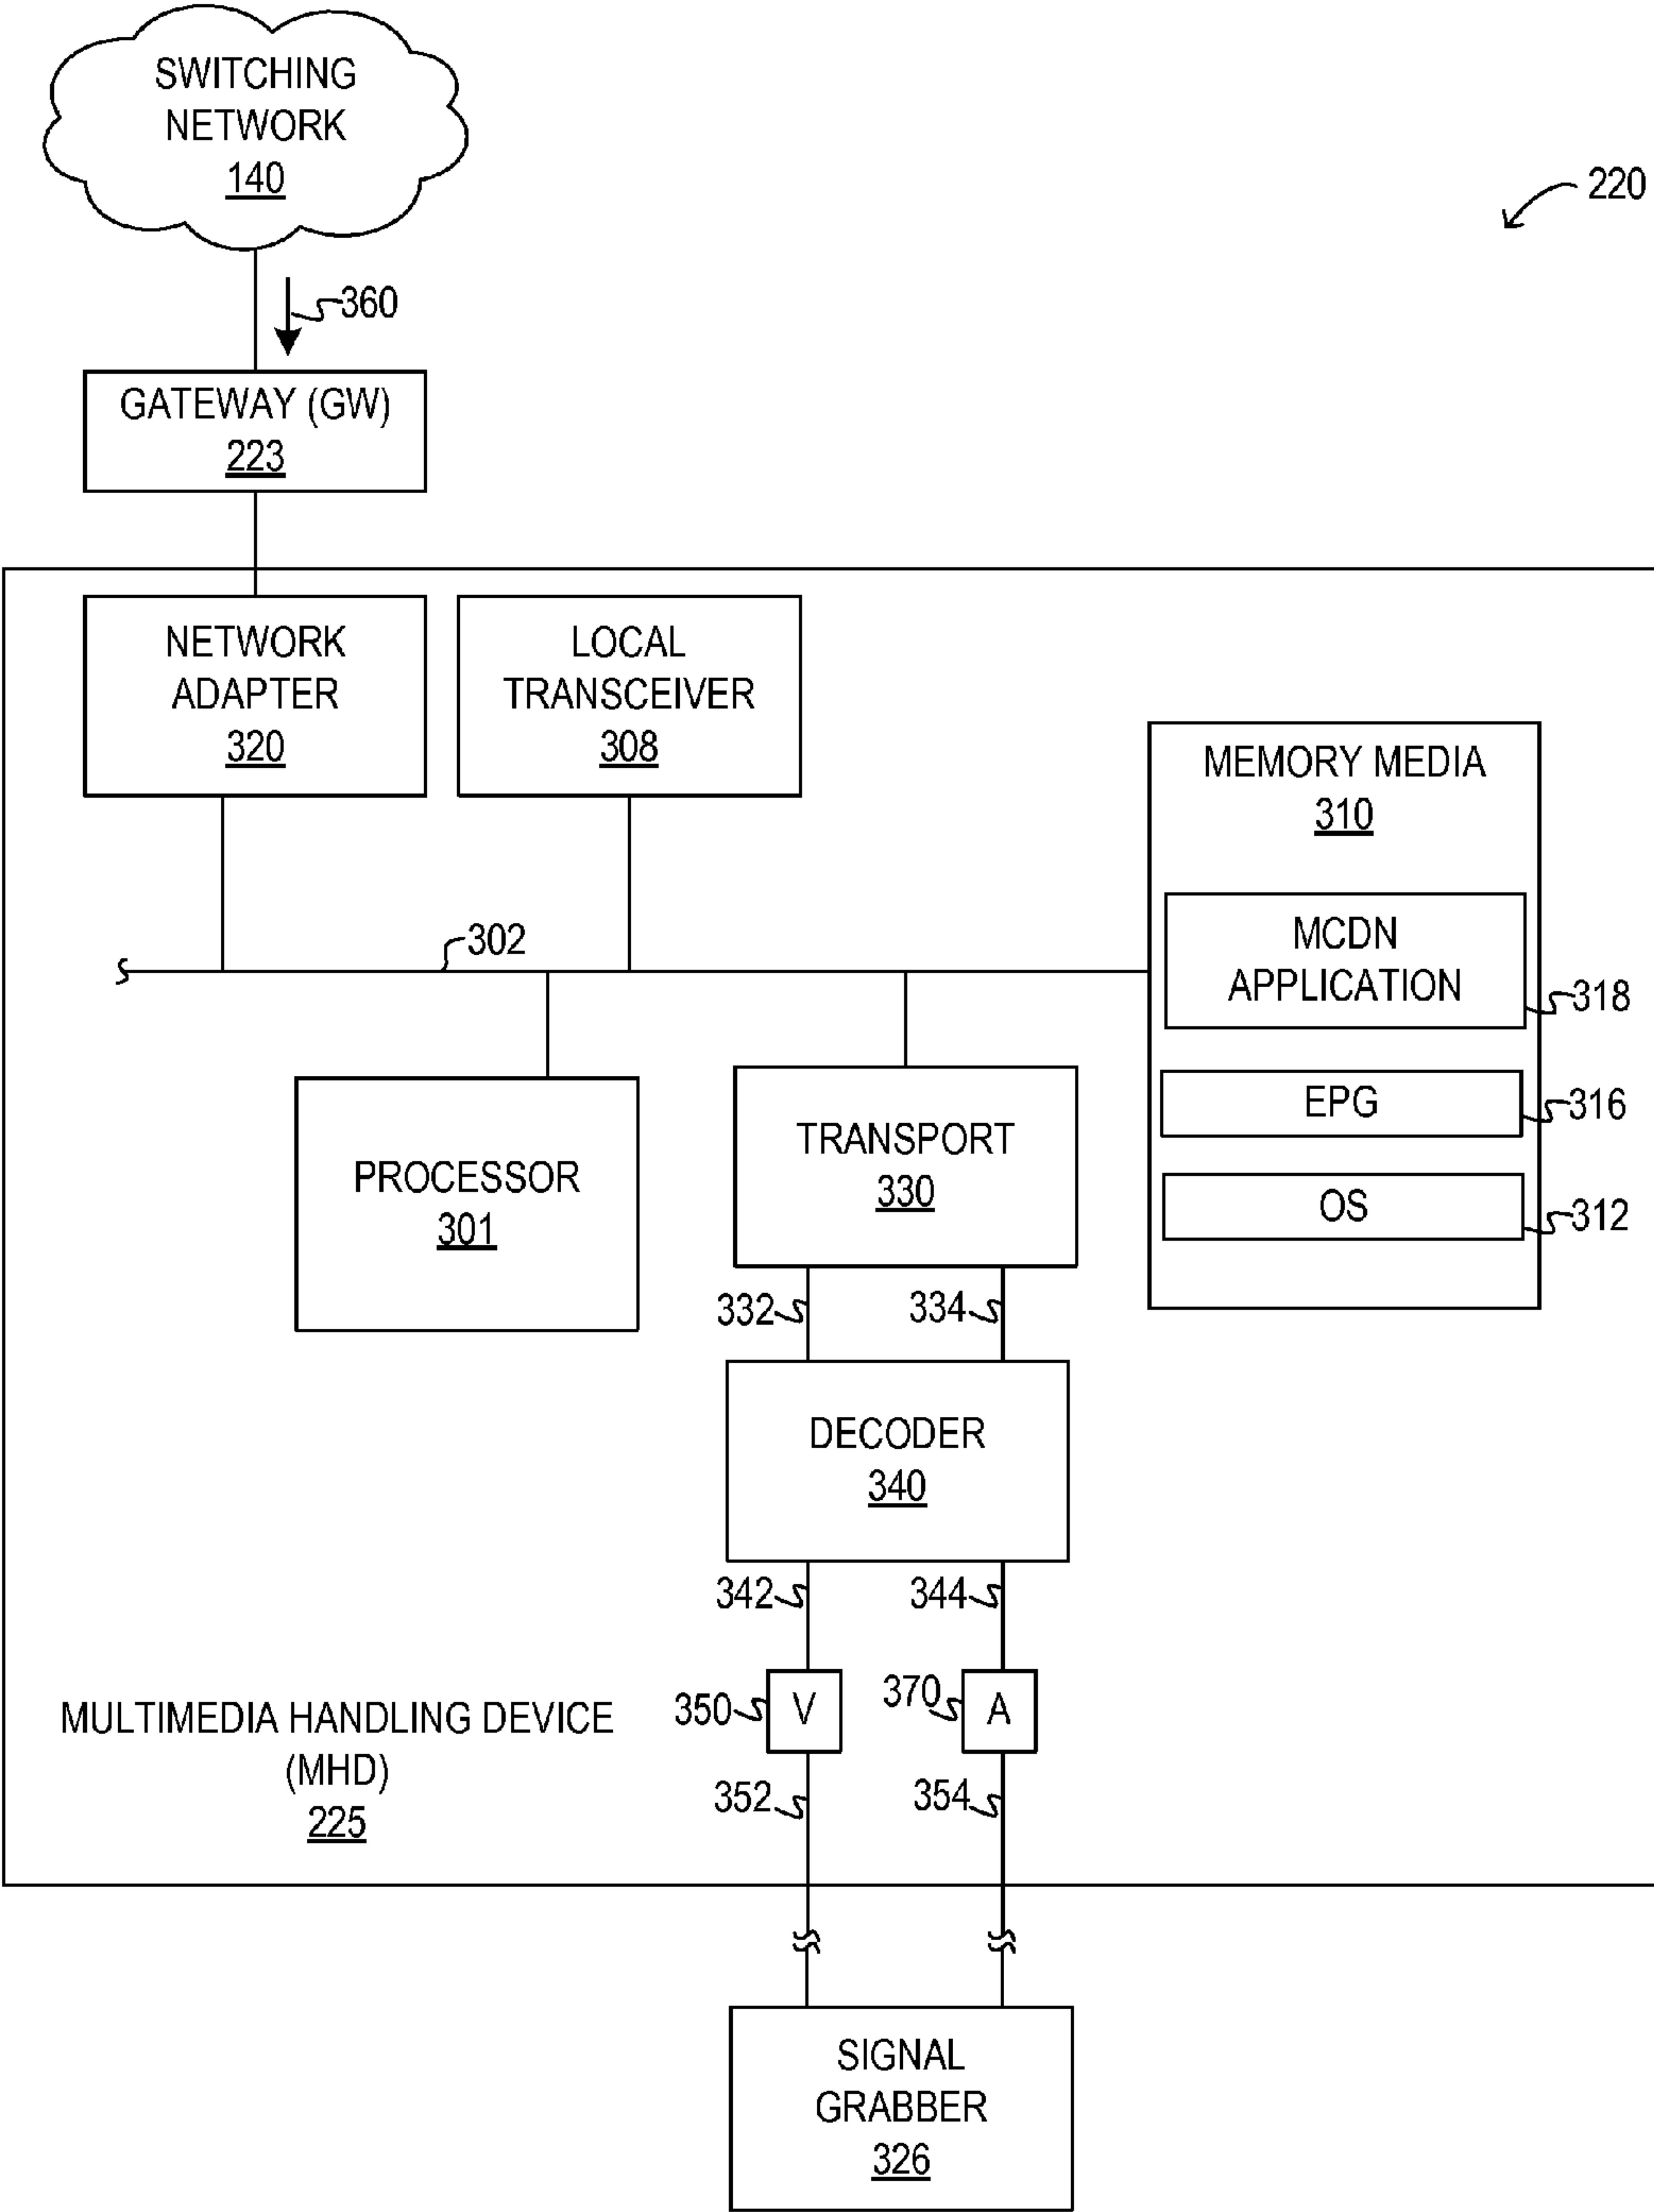 SWITCHING
NETWORK
140
220
360
GATEWAY (GW)
223
NETWORK
ADAPTER
320
LOCAL
TRANSCEIVER
308
MEMORY MEDIA
310
MCDN
APPLICATION
318
302
EPG
316
OS
312
PROCESSOR
301
TRANSPORT
330
332
334
DECODER
340
342
344
350
V
370
A
MULTIMEDIA HANDLING DEVICE
(MHD)
225
352
354
SIGNAL
GRABBER
326